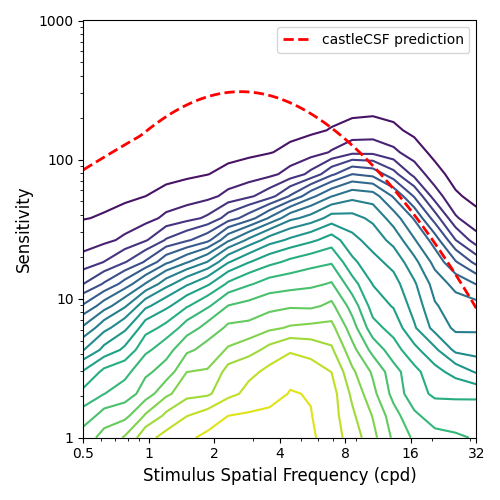 1000
castleCSF prediction
100
10
1
Sensitivity
0.5 1 2 4 8 16 32
Stimulus Spatial Frequency (cpd)